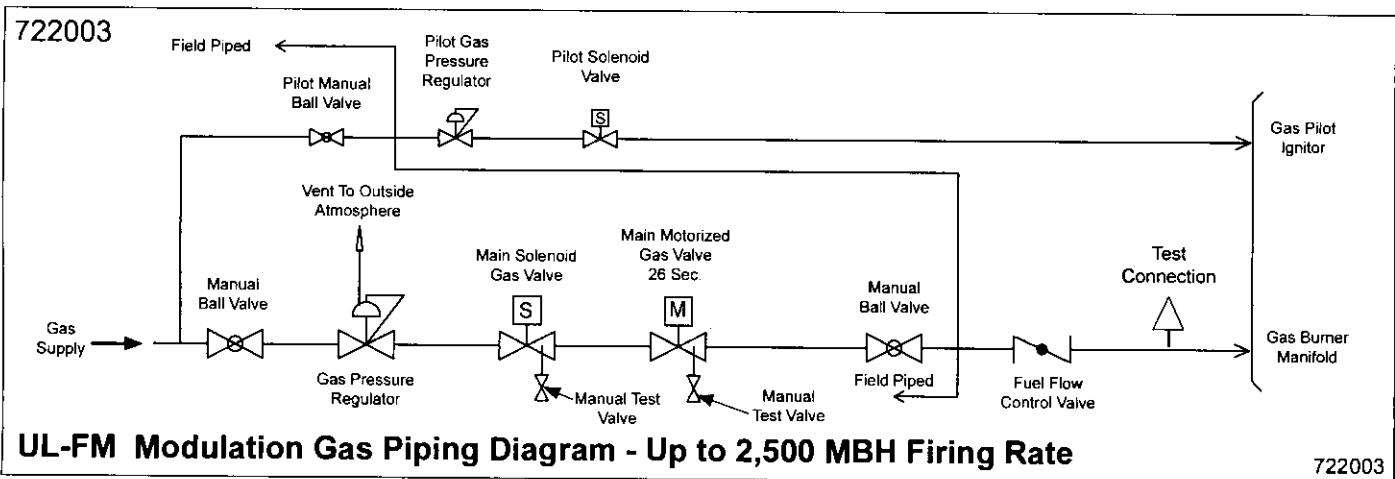 722003
Field Piped
Pilot Gas
Pressure
Regulator
Pilot Solenoid
Valve
Pilot Manual
Ball Valve
S
Gas Pilot
Ignitor
Vent To Outside
Atmosphere
Main Solenoid
Gas Valve
Main Motorized
Gas Valve
26 Sec.
Test
Connection
Manual
Ball Valve
Manual
Ball Valve
S
M
Gas
Supply
Gas Burner
Manifold
Gas Pressure
Regulator
Manual Test
Valve
Manual
Test Valve
Field Piped
Fuel Flow
Control Valve
UL-FM Modulation Gas Piping Diagram - Up to 2,500 MBH Firing Rate
722003